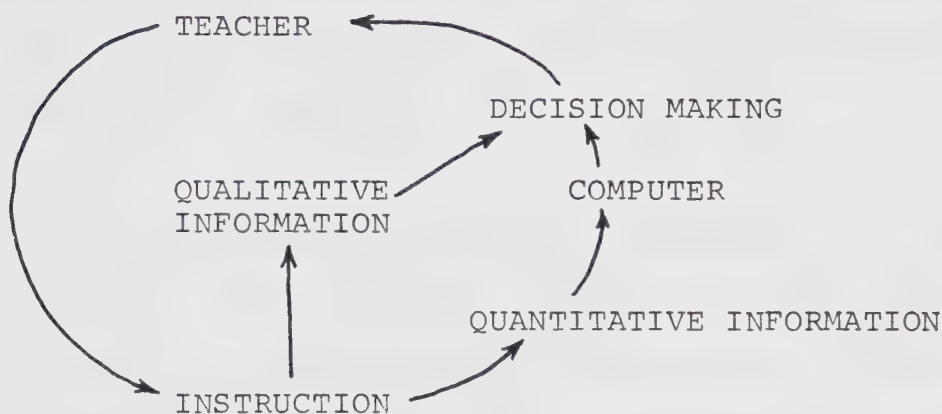 TEACHER
DECISION MAKING
QUALITATIVE
INFORMATION
COMPUTER
QUANTITATIVE INFORMATION
INSTRUCTION